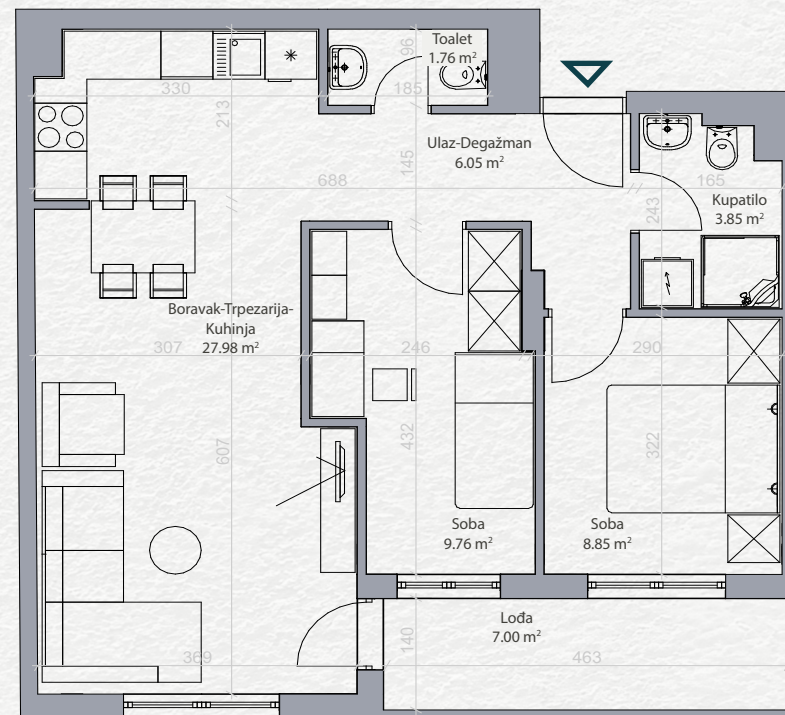 Toalet
1.76 m²
96
185
330
213
Ulaz-Degažman
6.05 m²
145
688
165
Kupatilo
3.85 m²
243
Boravak-Trpezarija-
Kuhinja
27.98 m²
307
246
290
432
607
322
Soba
9.76 m²
Soba
8.85 m²
Lođa
7.00 m²
140
369
463